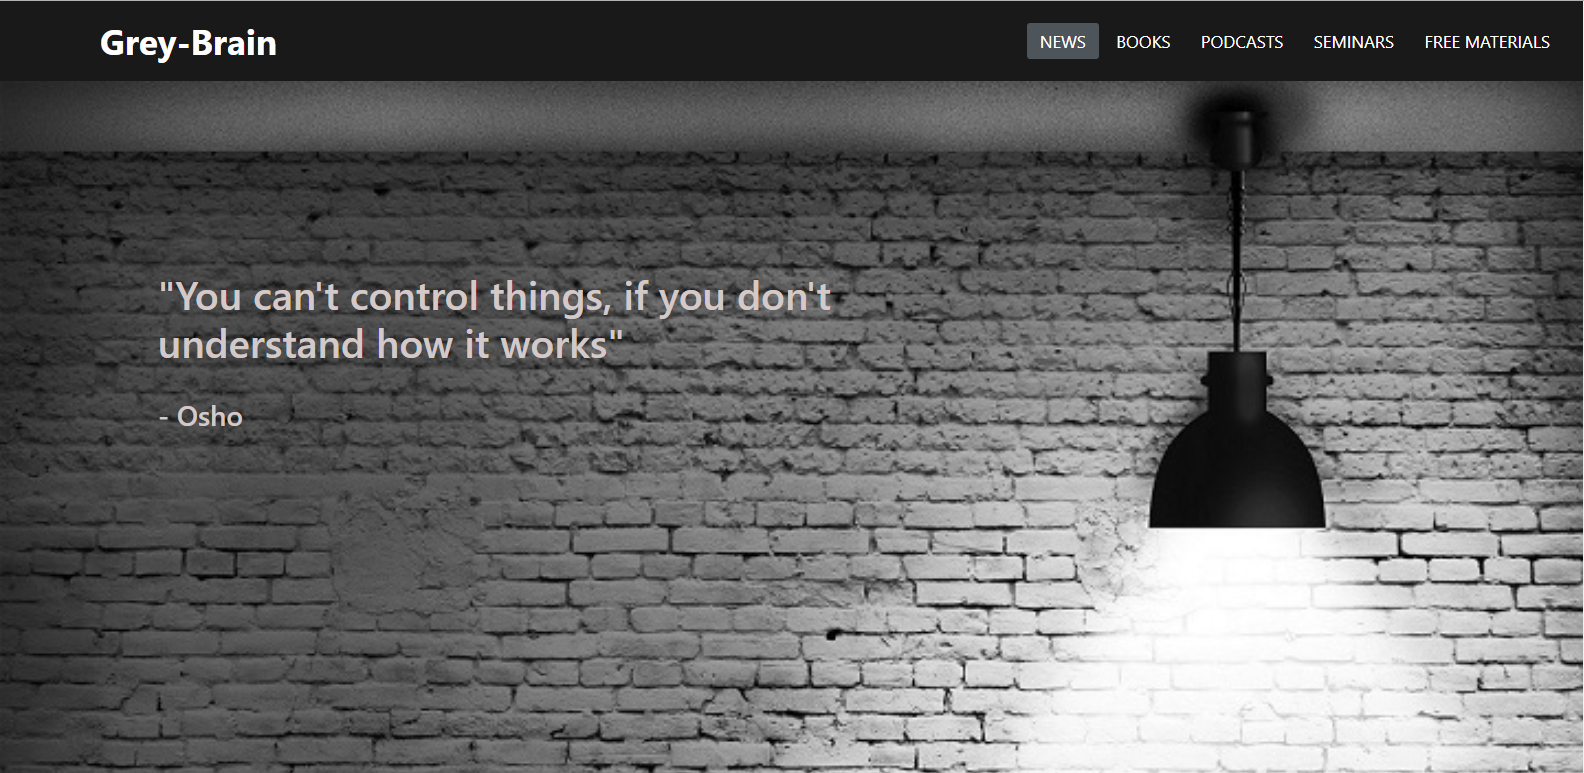 Grey-Brain
NEWS BOOKS PODCASTS SEMINARS FREE MATERIALS
"You can't control things, if you don't
understand how it works"
- Osho